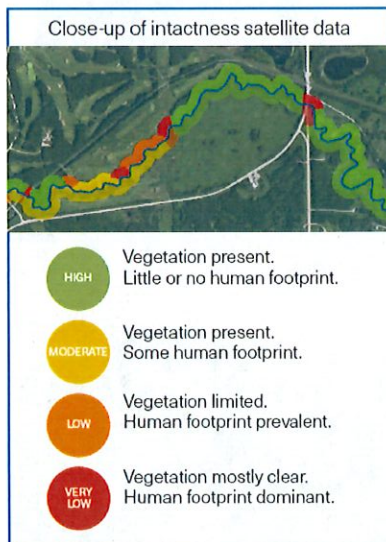 Close-up of intactness satellite data
HIGH
Vegetation present.
Little or no human footprint.
MODERATE
Vegetation present.
Some human footprint.
LOW
Vegetation limited.
Human footprint prevalent.
VERY
LOW
Vegetation mostly clear.
Human footprint dominant.